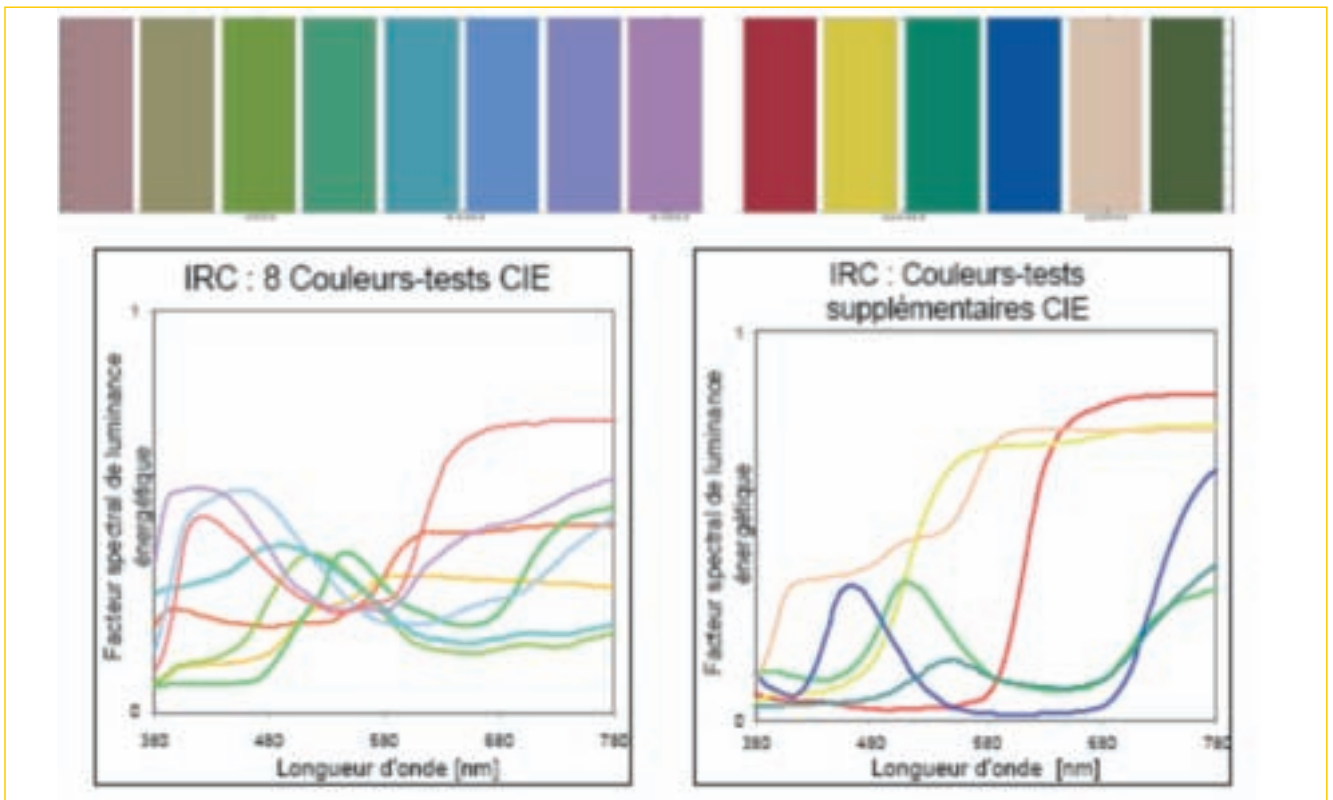 IRC : 8 Couleurs-tests CIE
1
Facteur spectral de luminance
énergétique
0
380 480 580 680 780
Longueur d'onde [nm]
IRC : Couleurs-tests
supplémentaires CIE
1
Facteur spectral de luminance
énergétique
0
380 480 580 680 780
Longueur d'onde [nm]